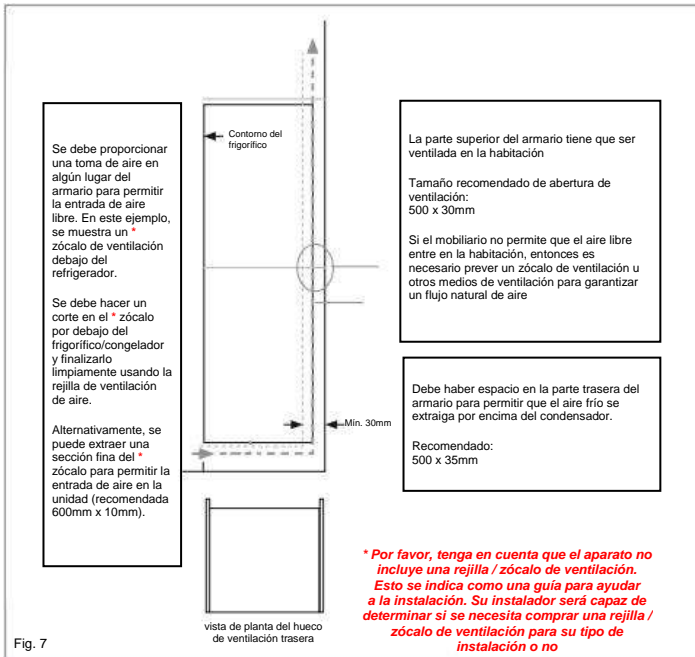 Se debe proporcionar
una toma de aire en
algún lugar del
armario para permitir
la entrada de aire
libre. En este ejemplo,
se muestra un *
zócalo de ventilación
debajo del
refrigerador.
Se debe hacer un
corte en el * zócalo
por debajo del
frigorífico/congelador
y finalizarlo
limpiamente usando la
rejilla de ventilación
de aire.
Alternativamente, se
puede extraer una
sección fina del *
zócalo para permitir la
entrada de aire en la
unidad (recomendada
600mm x 10mm).
Contorno del
frigorífico
Mín. 30mm
La parte superior del armario tiene que ser
ventilada en la habitación
Tamaño recomendado de abertura de
ventilación:
500 x 30mm
Si el mobiliario no permite que el aire libre
entre en la habitación, entonces es
necesario prever un zócalo de ventilación u
otros medios de ventilación para garantizar
un flujo natural de aire
Debe haber espacio en la parte trasera del
armario para permitir que el aire frío se
extraiga por encima del condensador.
Recomendado:
500 x 35mm
vista de planta del hueco
de ventilación trasera
* Por favor, tenga en cuenta que el aparato no
incluye una rejilla / zócalo de ventilación.
Esto se indica como una guía para ayudar
a la instalación. Su instalador será capaz de
determinar si se necesita comprar una rejilla /
zócalo de ventilación para su tipo de
instalación o no
Fig. 7